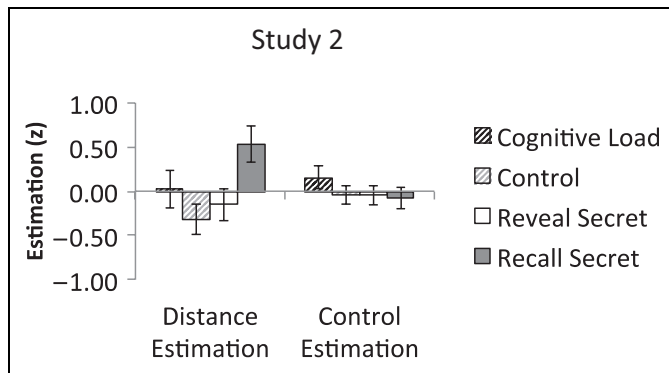 Study 2
Estimation (z)
1.00
0.50
0.00
−0.50
−1.00
Distance
Estimation
Control
Estimation
Cognitive Load
Control
Reveal Secret
Recall Secret